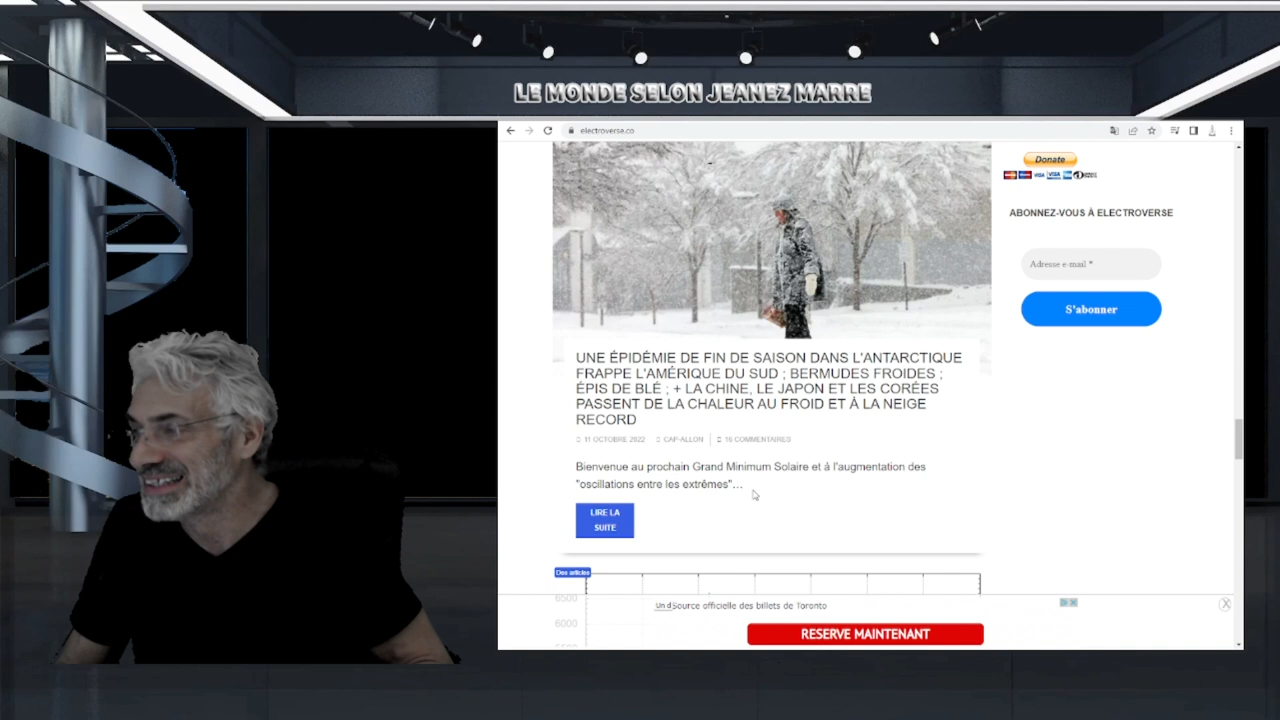 LE MONDE SELON JEANEZ MARRE
electroverse.co
Donate
VISA VISA
ABONNEZ-VOUS À ELECTROVERSE
Adresse e-mail *
S'abonner
UNE ÉPIDÉMIE DE FIN DE SAISON DANS L'ANTARCTIQUE
FRAPPE L'AMÉRIQUE DU SUD ; BERMUDES FROIDES ;
ÉPIS DE BLÉ ; + LA CHINE, LE JAPON ET LES CORÉES
PASSENT DE LA CHALEUR AU FROID ET À LA NEIGE
RECORD
11 OCTOBRE 2022 CAP-ALLON 16 COMMENTAIRES
Bienvenue au prochain Grand Minimum Solaire et à l'augmentation des
"oscillations entre les extrêmes"…
LIRE LA
SUITE
Des articles
6500
6000
Un d Source officielle des billets de Toronto
RESERVE MAINTENANT